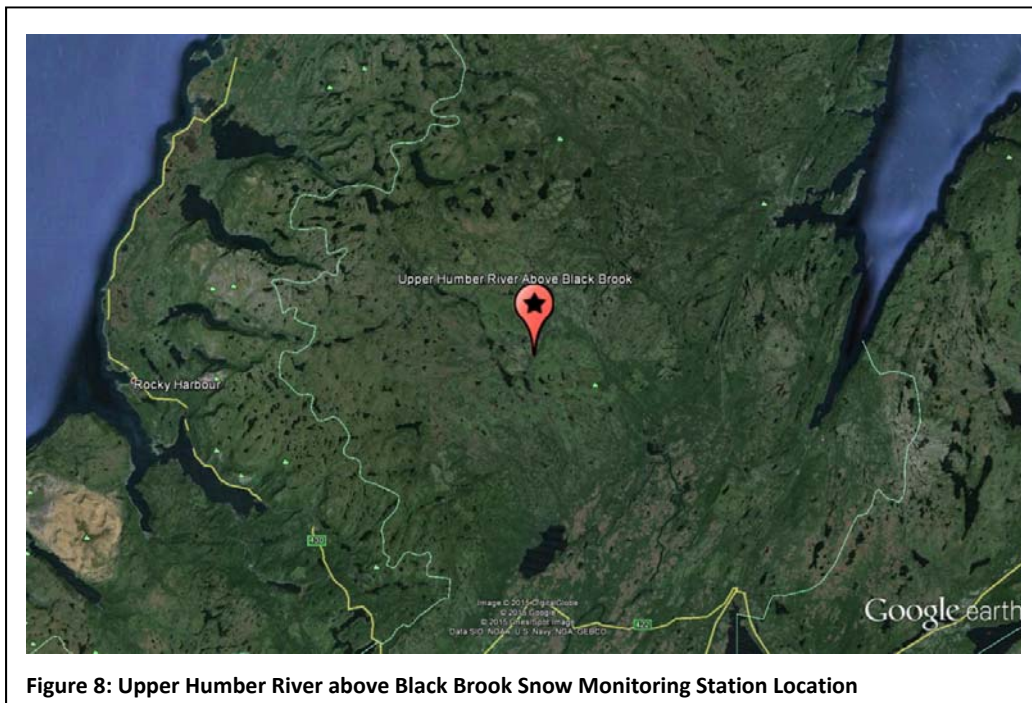 Upper Humber River Above Black Brook
Rocky Harbour
430
422
Image © 2015 DigitalGlobe
© 2015 Google
© 2015 Cnes/Spot Image
Data SIO, NOAA, U.S. Navy, NGA, GEBCO
Google earth
Figure 8: Upper Humber River above Black Brook Snow Monitoring Station Location